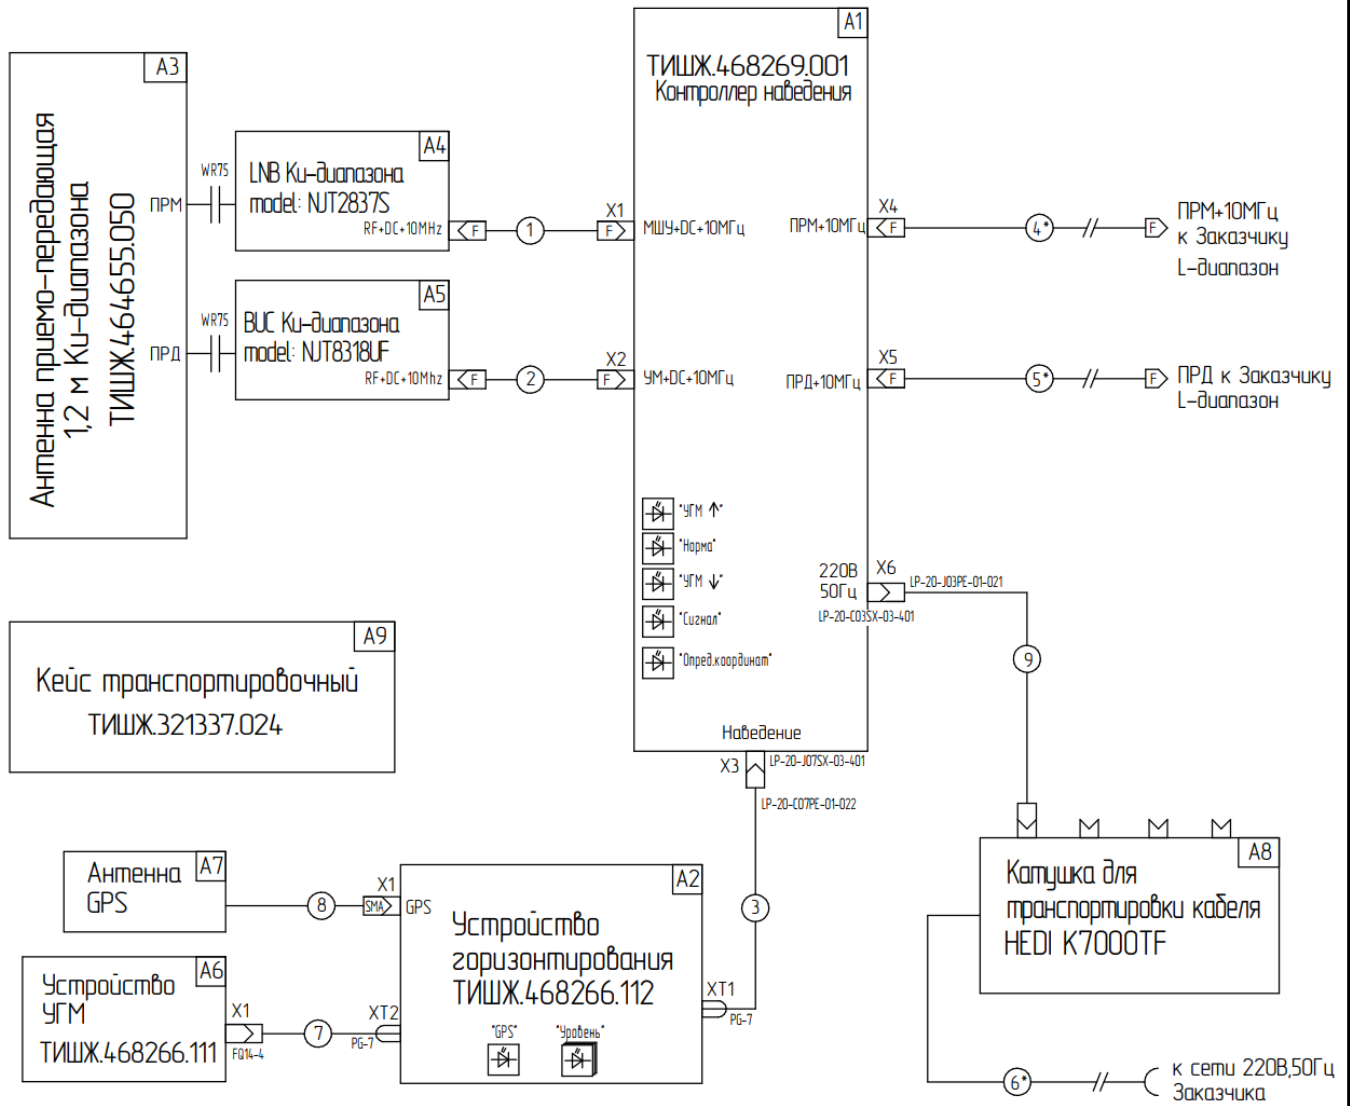 A3
Антенна приемо-передающая
1,2 м Ku-диапазона
ТИШЖ.464655.050
ПРМ
ПРД
WR75
WR75
A4
LNB Ku-диапазона
model: NJT2837S
RF+DC+10MHz
F
1
F
A5
BUC Ku-диапазона
model: NJT8318UF
RF+DC+10Mhz
F
2
F
A1
ТИШЖ.468269.001
Контроллер наведения
X1
МШУ+DC+10МГц
X2
УМ+DC+10МГц
ПРМ+10МГц
X4
F
4*
F
ПРМ+10МГц
к Заказчику
L-диапазон
ПРД+10МГц
X5
F
5*
F
ПРД к Заказчику
L-диапазон
"УГМ ↑"
"Норма"
"УГМ ↓"
"Сигнал"
"Опред.координат"
220В
50Гц
X6
LP-20-J03PE-01-021
LP-20-C03SX-03-401
9
Наведение
X3
LP-20-J07SX-03-401
LP-20-C07PE-01-022
3
A9
Кейс транспортировочный
ТИШЖ.321337.024
A7
Антенна
GPS
8
X1
SMA
GPS
A2
Устройство
горизонтирования
ТИШЖ.468266.112
"GPS"
"Уровень"
XT1
PG-7
XT2
PG-7
A6
Устройство
УГМ
ТИШЖ.468266.111
X1
FQ14-4
7
A8
Катушка для
транспортировки кабеля
HEDI K7000TF
6*
к сети 220В,50Гц
Заказчика